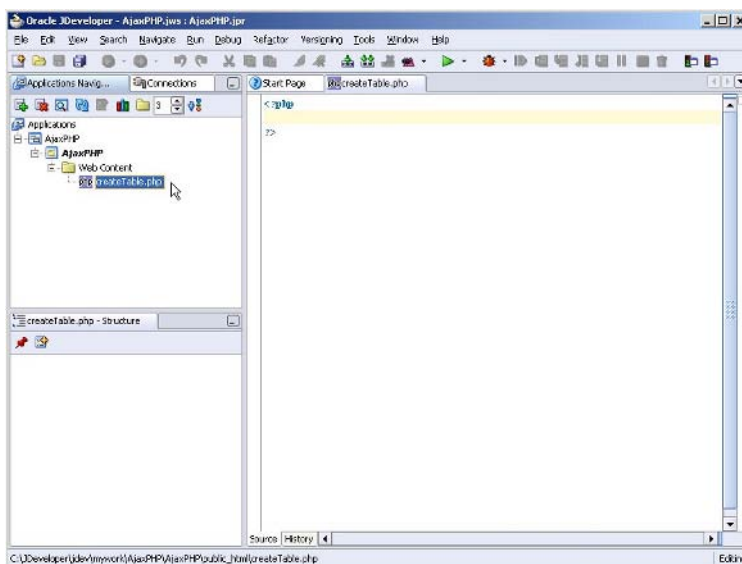 Oracle JDeveloper - AjaxPHP.jws : AjaxPHP.jpr
File Edit View Search Navigate Run Debug Refactor Versioning Tools Window Help
Applications Navig... Connections
Start Page createTable.php
3
<?php
?>
Applications
AjaxPHP
AjaxPHP
Web Content
createTable.php
createTable.php - Structure
Source History
C:\JDeveloper\jdev\mywork\AjaxPHP\AjaxPHP\public_html\createTable.php
Editin